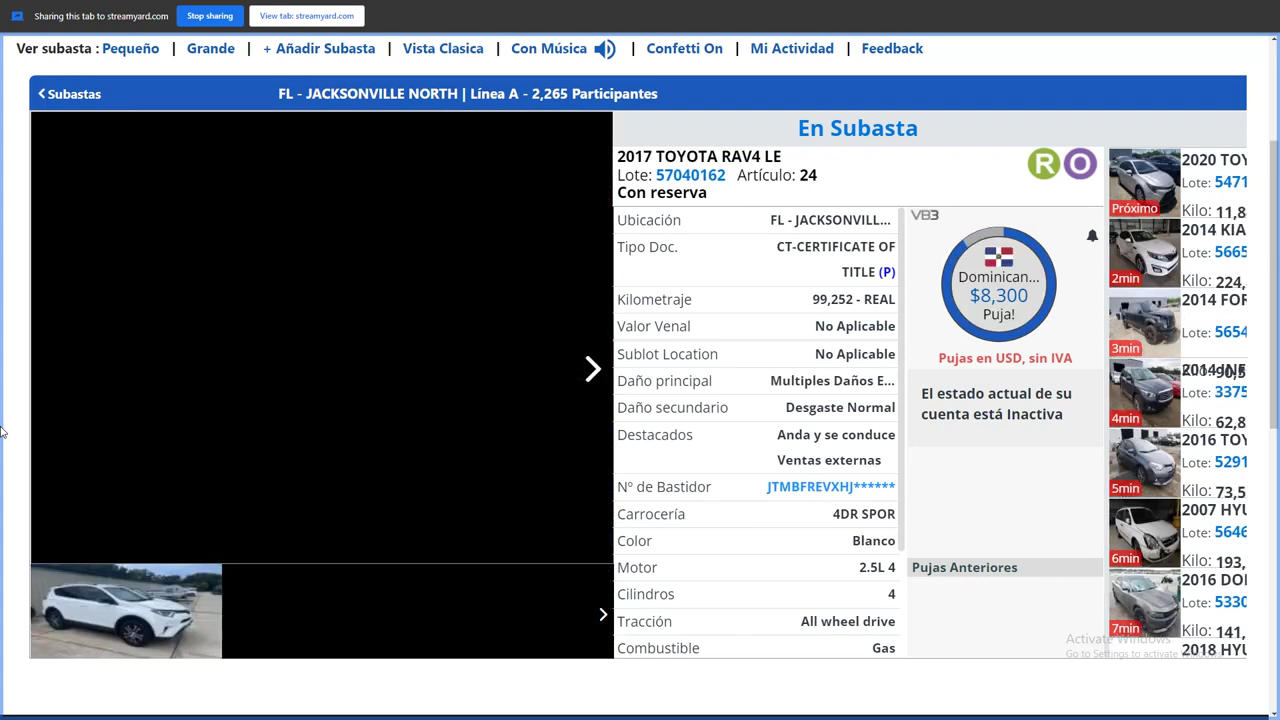 Sharing this tab to streamyard.com
Stop sharing
View tab: streamyard.com
Ver subasta : Pequeño | Grande | + Añadir Subasta | Vista Clasica | Con Música | Confetti On | Mi Actividad | Feedback
Subastas
FL - JACKSONVILLE NORTH | Línea A - 2,265 Participantes
En Subasta
2017 TOYOTA RAV4 LE
Lote: 57040162 Artículo: 24
Con reserva
R O
Ubicación FL - JACKSONVILL...
Tipo Doc. CT-CERTIFICATE OF
TITLE (P)
Kilometraje 99,252 - REAL
Valor Venal No Aplicable
Sublot Location No Aplicable
Daño principal Multiples Daños E...
Daño secundario Desgaste Normal
Destacados Anda y se conduce
Ventas externas
Nº de Bastidor JTMBFREVXHJ******
Carrocería 4DR SPOR
Color Blanco
Motor 2.5L 4
Cilindros 4
Tracción All wheel drive
Combustible Gas
VB3
Dominican...
$8,300
Puja!
Pujas en USD, sin IVA
El estado actual de su
cuenta está Inactiva
Pujas Anteriores
2020 TOY
Lote: 5471
Próximo
Kilo: 11,8
2014 KIA
Lote: 5665
2min
Kilo: 224,
2014 FOR
Lote: 5654
3min
Lote: 3375
4min
Kilo: 62,8
2016 TOY
Lote: 5291
5min
Kilo: 73,5
2007 HYU
Lote: 5646
6min
Kilo: 193,
2016 DOD
Lote: 5330
7min
Kilo: 141,
2018 HYU
Activate Windows
Go to Settings to activate